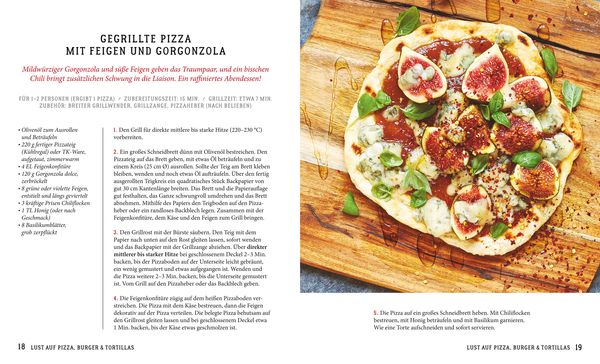 GEGRILLTE PIZZA
MIT FEIGEN UND GORGONZOLA
Mildwürziger Gorgonzola und süße Feigen geben das Traumpaar, und ein bisschen
Chili bringt zusätzlichen Schwung in die Liaison. Ein raffiniertes Abendessen!
FÜR 1–2 PERSONEN (ERGIBT 1 PIZZA) / ZUBEREITUNGSZEIT: 15 MIN. / GRILLZEIT: ETWA 7 MIN.
ZUBEHÖR: BREITER GRILLWENDER, GRILLZANGE, PIZZAHEBER (NACH BELIEBEN)
• Olivenöl zum Ausrollen
und Beträufeln
• 220 g fertiger Pizzateig
(Kühlregal) oder TK-Ware,
aufgetaut, zimmerwarm
• 4 EL Feigenkonfitüre
• 120 g Gorgonzola dolce,
zerbröckelt
• 8 grüne oder violette Feigen,
entstielt und längs geviertelt
• 3 kräftige Prisen Chiliflocken
• 1 TL Honig (oder nach
Geschmack)
• 8 Basilikumblätter,
grob zerpflückt
1. Den Grill für direkte mittlere bis starke Hitze (220–230 °C)
vorbereiten.
2. Ein großes Schneidbrett dünn mit Olivenöl bestreichen. Den
Pizzateig auf das Brett geben, mit etwas Öl beträufeln und zu
einem Kreis (25 cm Ø) ausrollen. Sollte der Teig am Brett kleben
bleiben, wenden und noch etwas Öl aufträufeln. Über den fertig
ausgerollten Teigkreis ein quadratisches Stück Backpapier von
gut 30 cm Kantenlänge breiten. Das Brett und die Papierauflage
gut festhalten, das Ganze schwungvoll umdrehen und das Brett
abnehmen. Mithilfe des Papiers den Teigboden auf den Pizza-
heber oder ein randloses Backblech legen. Zusammen mit der
Feigenkonfitüre, dem Käse und den Feigen zum Grill bringen.
3. Den Grillrost mit der Bürste säubern. Den Teig mit dem
Papier nach unten auf den Rost gleiten lassen, sofort wenden
und das Backpapier mit der Grillzange abziehen. Über direkter
mittlerer bis starker Hitze bei geschlossenem Deckel 2–3 Min.
backen, bis der Pizzaboden auf der Unterseite leicht gebräunt,
ein wenig gemustert und etwas aufgegangen ist. Wenden und
die Pizza weitere 2–3 Min. backen, bis die Unterseite gemustert
ist. Vom Grill auf den Pizzaheber oder das Backblech geben.
4. Die Feigenkonfitüre zügig auf dem heißen Pizzaboden ver-
streichen. Die Pizza mit dem Käse bestreuen, dann die Feigen
dekorativ auf der Pizza verteilen. Die belegte Pizza behutsam auf
den Grillrost gleiten lassen und bei geschlossenem Deckel etwa
1 Min. backen, bis der Käse etwas geschmolzen ist.
5. Die Pizza auf ein großes Schneidbrett heben. Mit Chiliflocken
bestreuen, mit Honig beträufeln und mit Basilikum garnieren.
Wie eine Torte aufschneiden und sofort servieren.
18 LUST AUF PIZZA, BURGER & TORTILLAS
LUST AUF PIZZA, BURGER & TORTILLAS 19